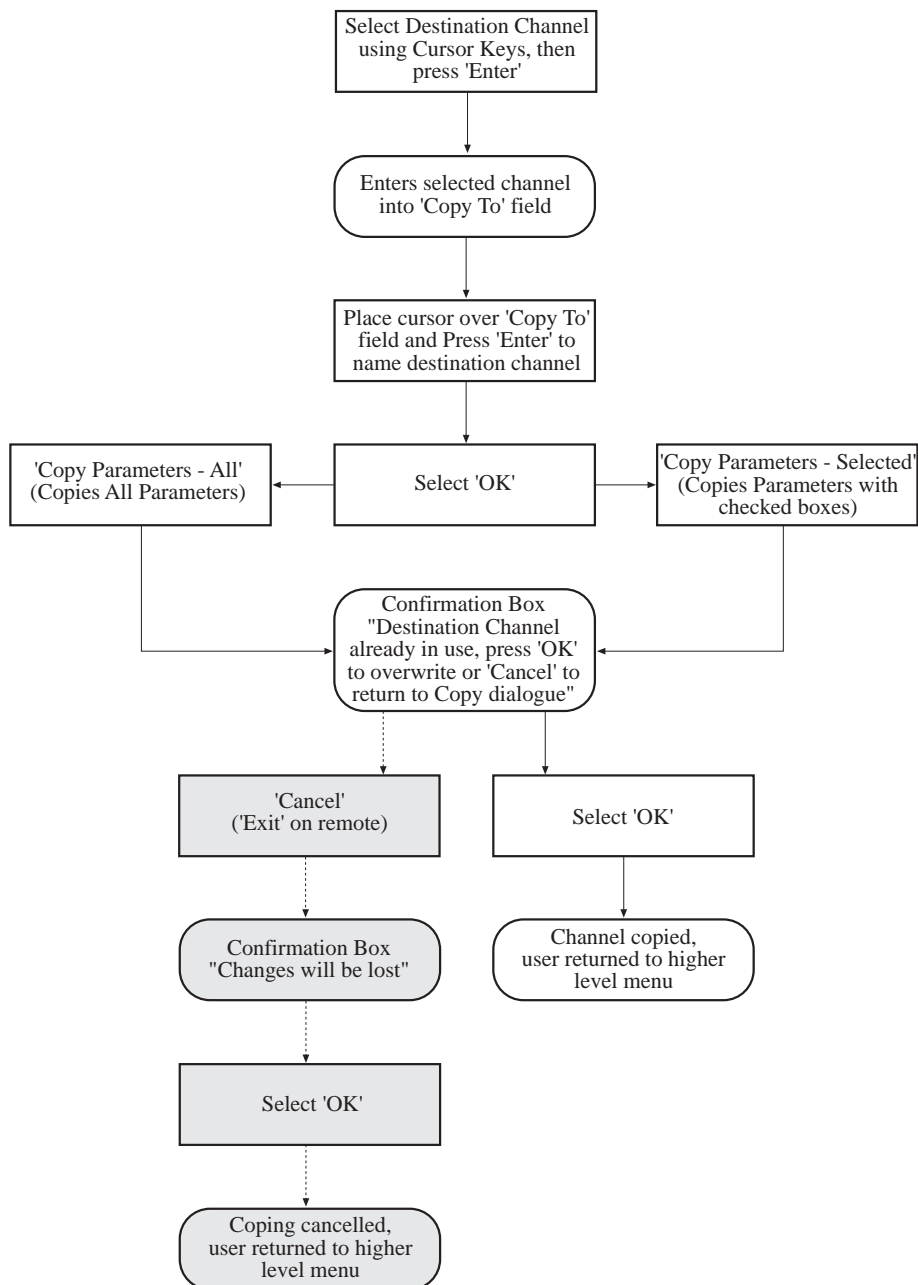 Select Destination Channel
using Cursor Keys, then
press 'Enter'
Enters selected channel
into 'Copy To' field
Place cursor over 'Copy To'
field and Press 'Enter' to
name destination channel
'Copy Parameters - All'
(Copies All Parameters)
Select 'OK'
'Copy Parameters - Selected'
(Copies Parameters with
checked boxes)
Confirmation Box
"Destination Channel
already in use, press 'OK'
to overwrite or 'Cancel' to
return to Copy dialogue"
'Cancel'
('Exit' on remote)
Select 'OK'
Confirmation Box
"Changes will be lost"
Channel copied,
user returned to higher
level menu
Select 'OK'
Coping cancelled,
user returned to higher
level menu